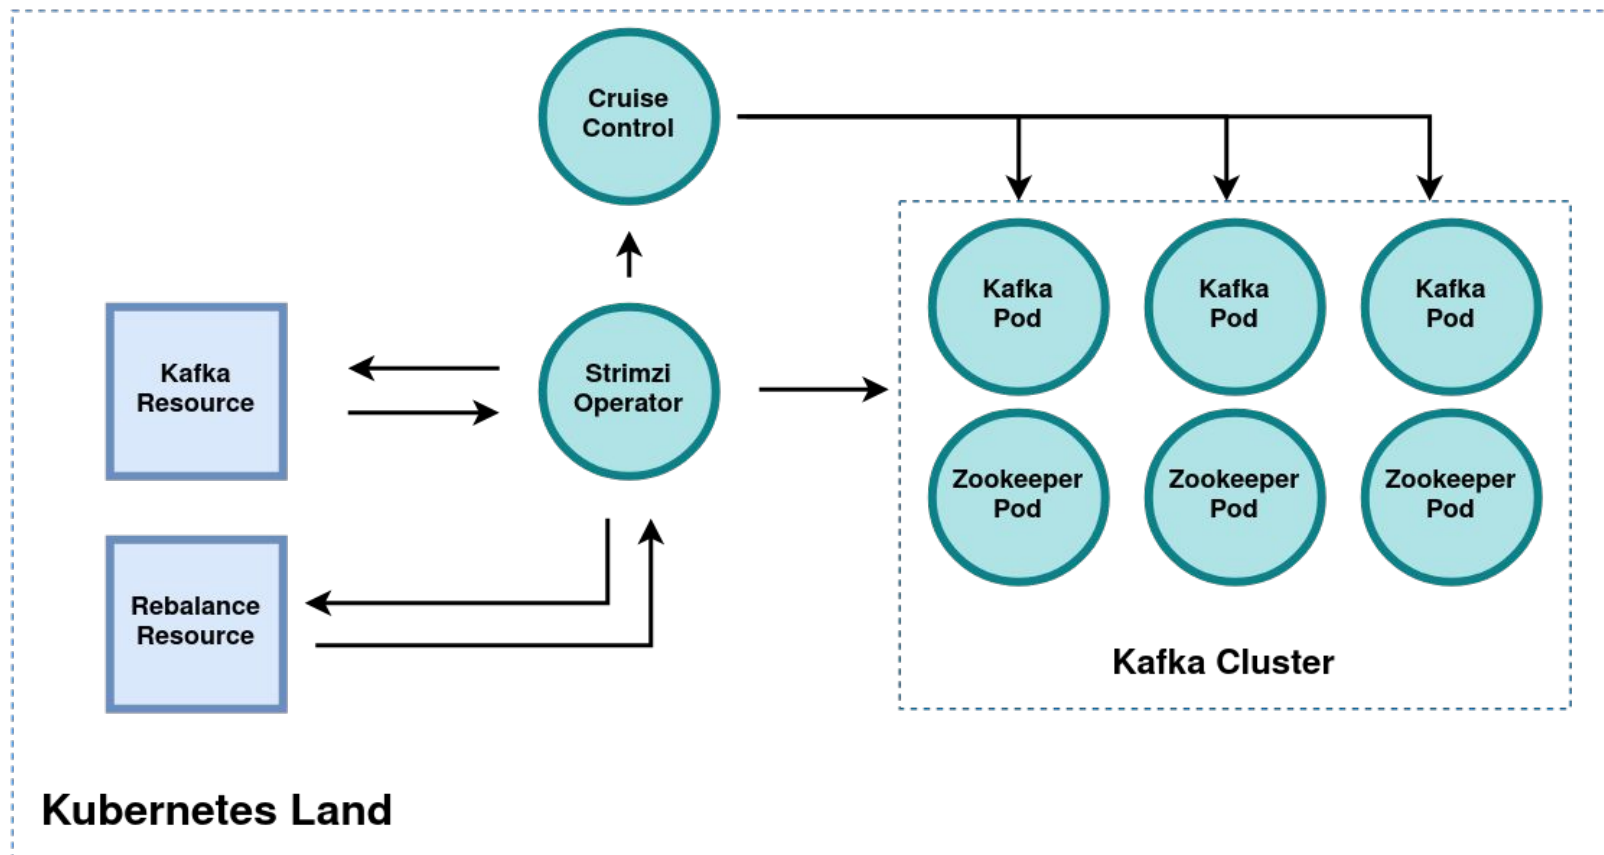 Cruise
Control
Kafka
Pod
Kafka
Pod
Kafka
Pod
Kafka
Resource
Strimzi
Operator
Zookeeper
Pod
Zookeeper
Pod
Zookeeper
Pod
Rebalance
Resource
Kafka Cluster
Kubernetes Land